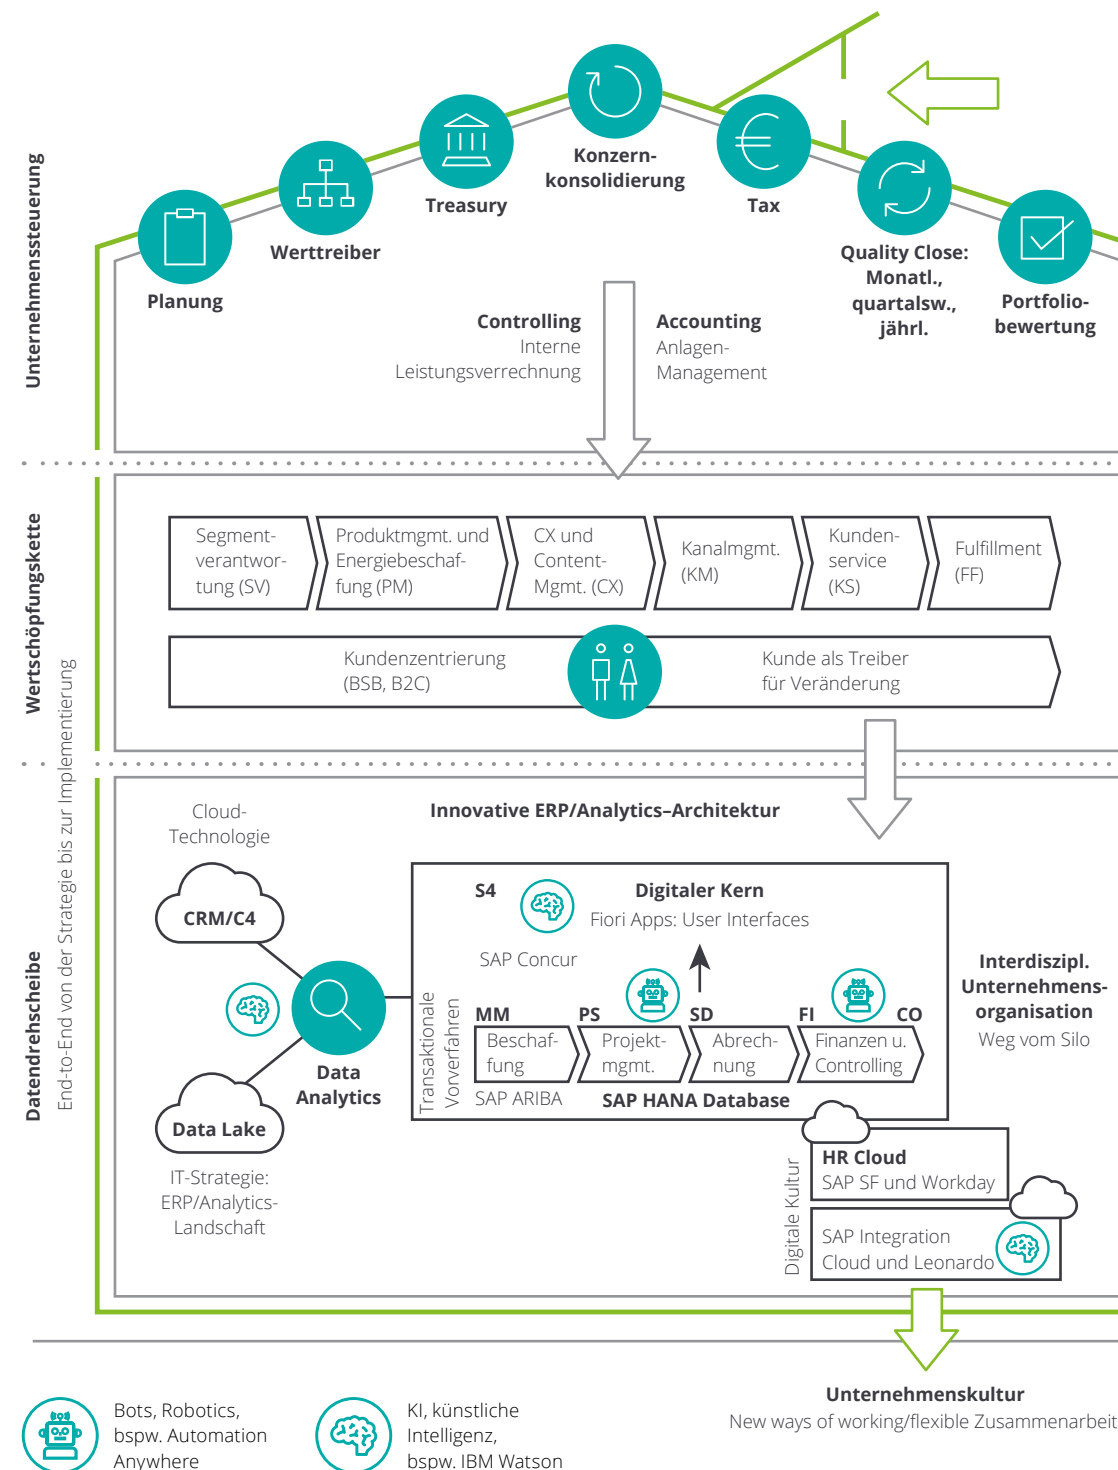 Unternehmenssteuerung
Planung
Werttreiber
Treasury
Konzern-
konsolidierung
Tax
Quality Close:
Monatl.,
quartalsw.,
jährl.
Portfolio-
bewertung
Controlling
Interne
Leistungsverrechnung
Accounting
Anlagen-
Management
Wertschöpfungskette
Segment-
verantwor-
tung (SV)
Produktmgmt. und
Energiebeschaf-
fung (PM)
CX und
Content-
Mgmt. (CX)
Kanalmgmt.
(KM)
Kunden-
service
(KS)
Fulfillment
(FF)
Kundenzentrierung
(BSB, B2C)
Kunde als Treiber
für Veränderung
End-to-End von der Strategie bis zur Implementierung
Datendrehscheibe
Cloud-
Technologie
CRM/C4
Data
Analytics
Data Lake
IT-Strategie:
ERP/Analytics-
Landschaft
Innovative ERP/Analytics–Architektur
S4
Digitaler Kern
Fiori Apps: User Interfaces
SAP Concur
Transaktionale
Vorverfahren
MM
PS
SD
FI
CO
Beschaf-
fung
Projekt-
mgmt.
Abrech-
nung
Finanzen u.
Controlling
SAP ARIBA
SAP HANA Database
Interdiszipl.
Unternehmens-
organisation
Weg vom Silo
Digitale Kultur
HR Cloud
SAP SF und Workday
SAP Integration
Cloud und Leonardo
Unternehmenskultur
New ways of working/flexible Zusammenarbeit
Bots, Robotics,
bspw. Automation
Anywhere
KI, künstliche
Intelligenz,
bspw. IBM Watson